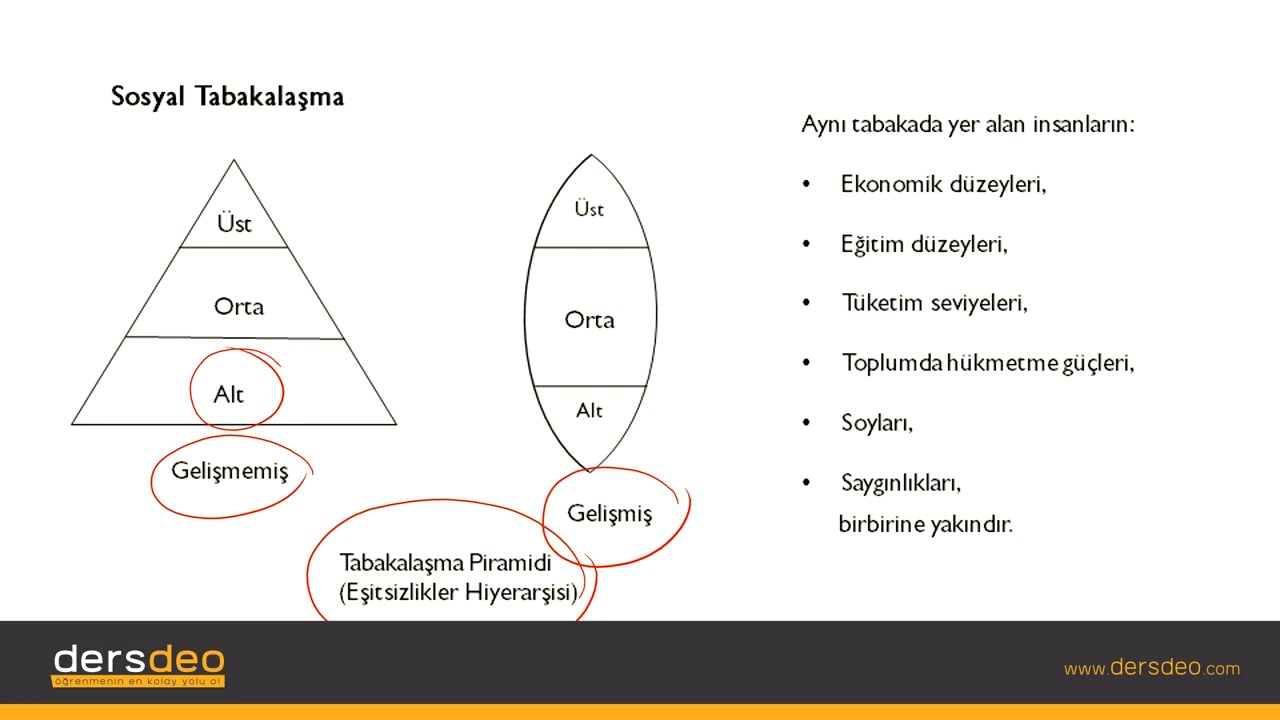 Sosyal Tabakalaşma
Üst
Orta
Alt
Gelişmemiş
Üst
Orta
Alt
Gelişmiş
Tabakalaşma Piramidi
(Eşitsizlikler Hiyerarşisi)
Aynı tabakada yer alan insanların:
• Ekonomik düzeyleri,
• Eğitim düzeyleri,
• Tüketim seviyeleri,
• Toplumda hükmetme güçleri,
• Soyları,
• Saygınlıkları,
birbirine yakındır.
dersdeo
öğrenmenin en kolay yolu o!
www.dersdeo.com